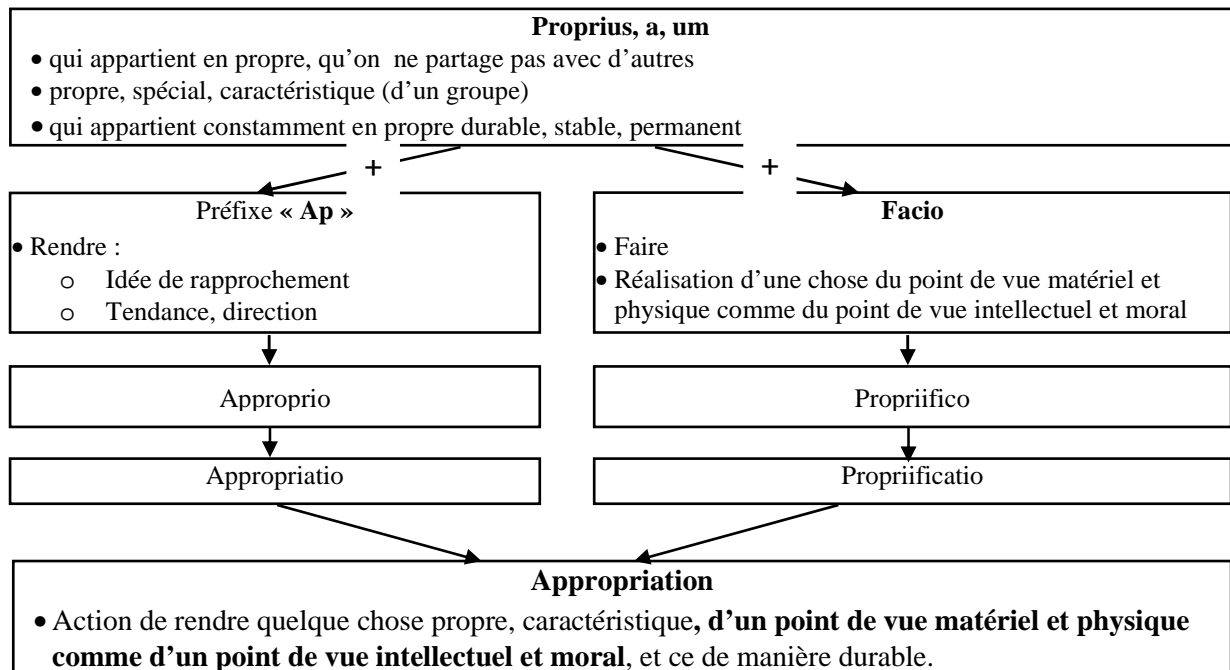 Proprius, a, um
• qui appartient en propre, qu’on ne partage pas avec d’autres
• propre, spécial, caractéristique (d’un groupe)
• qui appartient constamment en propre durable, stable, permanent
+
+
Préfixe « Ap »
• Rendre :
o Idée de rapprochement
o Tendance, direction
Facio
• Faire
• Réalisation d’une chose du point de vue matériel et
physique comme du point de vue intellectuel et moral
Approprio
Propriifico
Appropriatio
Propriificatio
Appropriation
• Action de rendre quelque chose propre, caractéristique, d’un point de vue matériel et physique
comme d’un point de vue intellectuel et moral, et ce de manière durable.